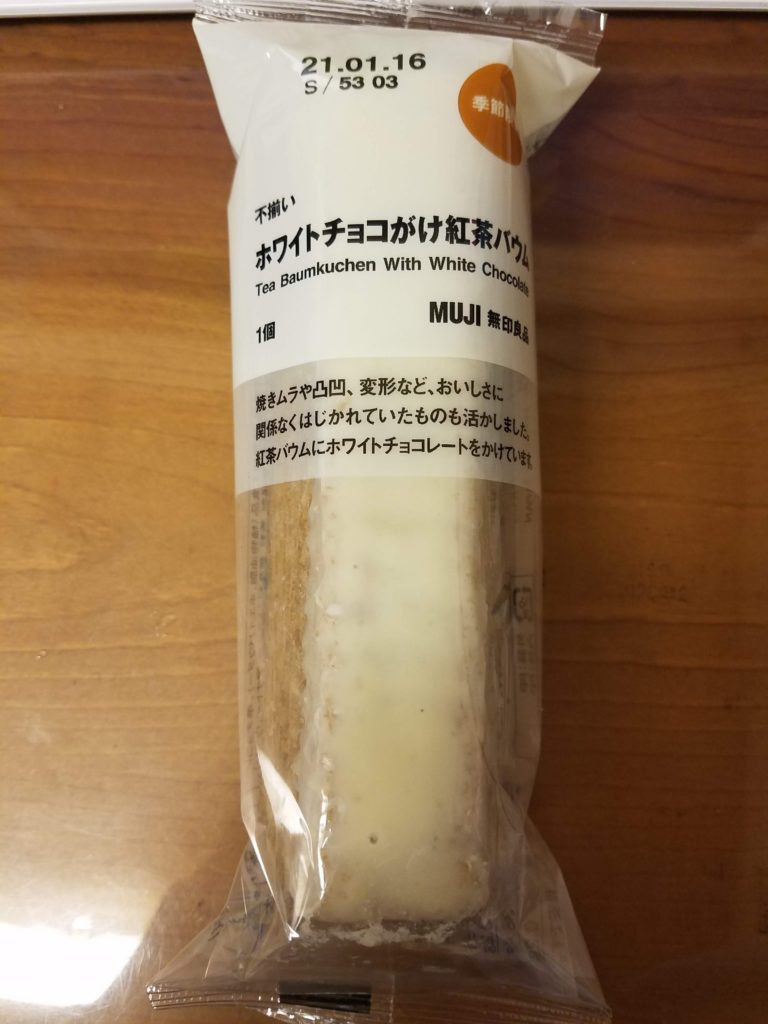 21.01.16
S/ 53 03
季節
不揃い
ホワイトチョコがけ紅茶バウム
Tea Baumkuchen With White Chocolate
1個
MUJI 無印良品
焼きムラや凸凹、変形など、おいしさに
関係なくはじかれていたものも活かしました。
紅茶バウムにホワイトチョコレートをかけています。